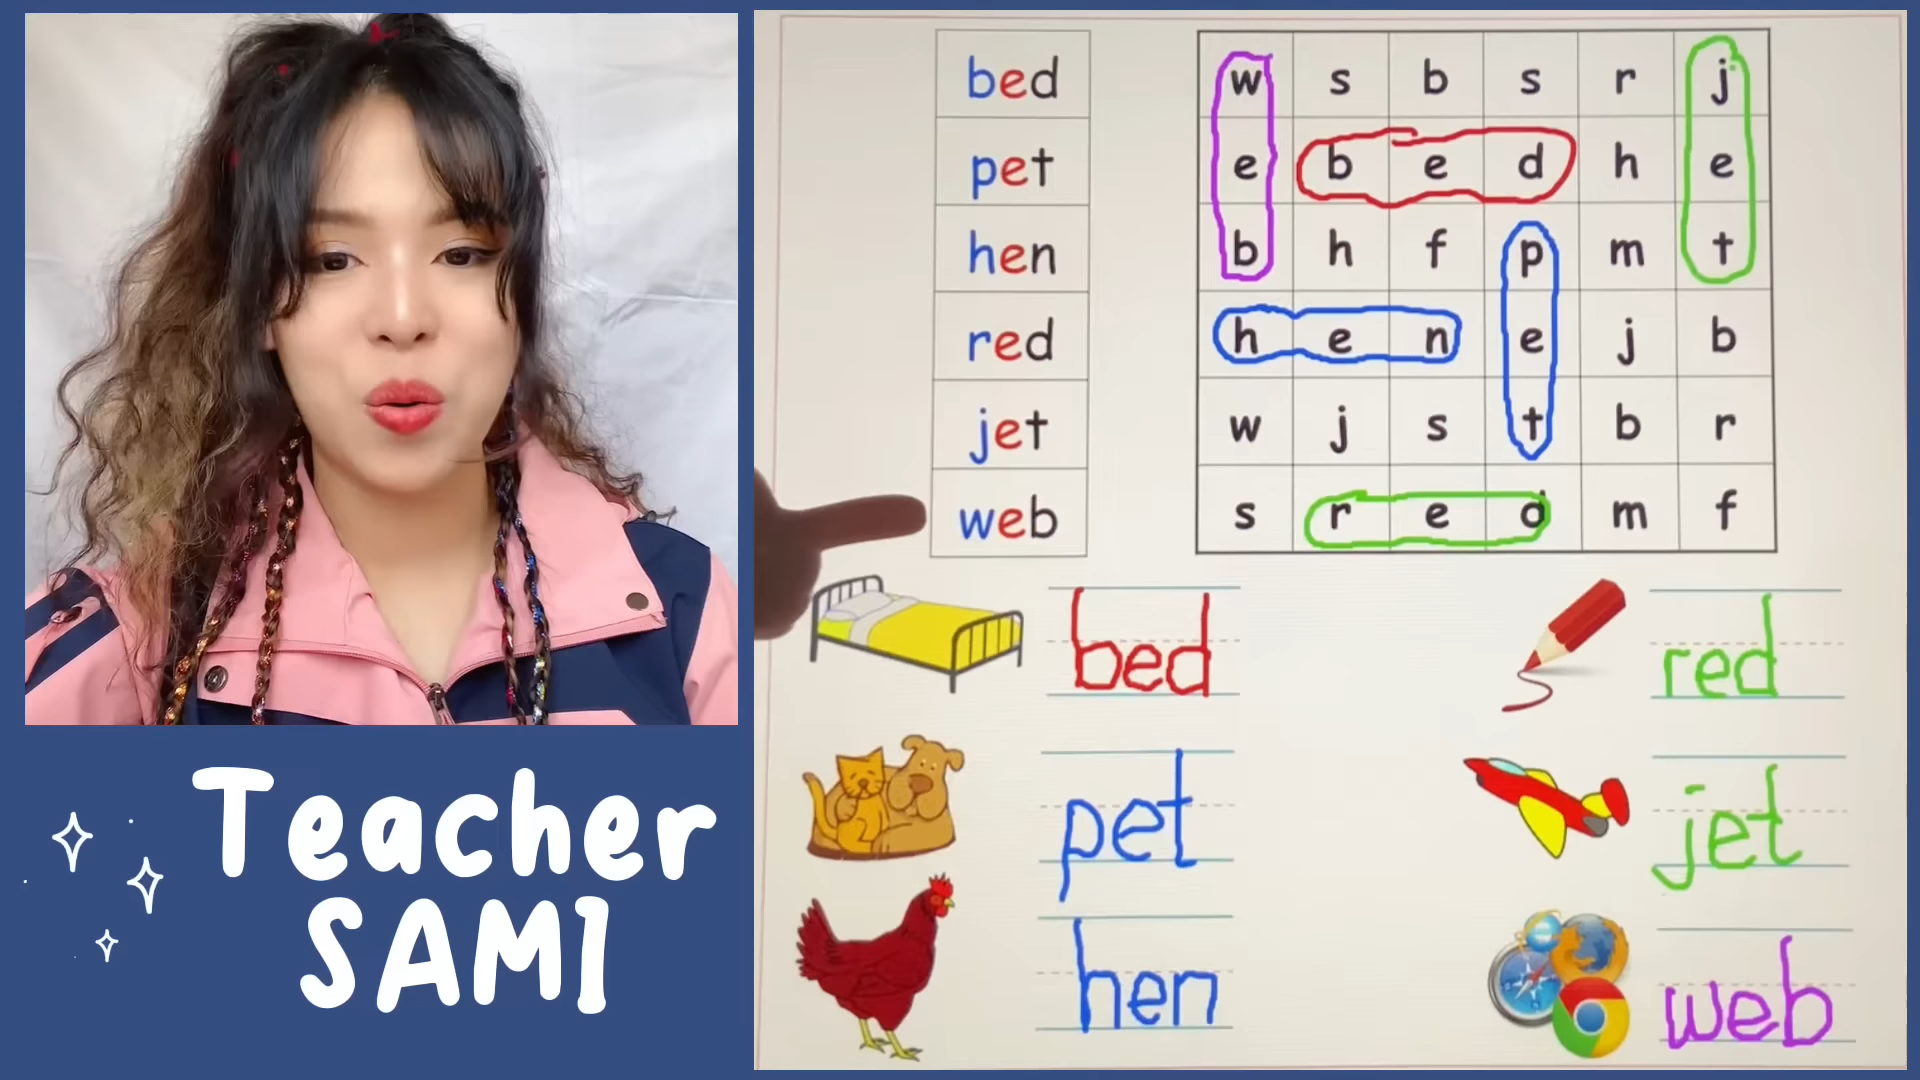 Teacher
SAMI
bed
pet
hen
red
jet
web
w s b s r j
e b e d h e
b h f p m t
h e n e j b
w j s t b r
s r e d m f
bed
pet
hen
red
jet
web